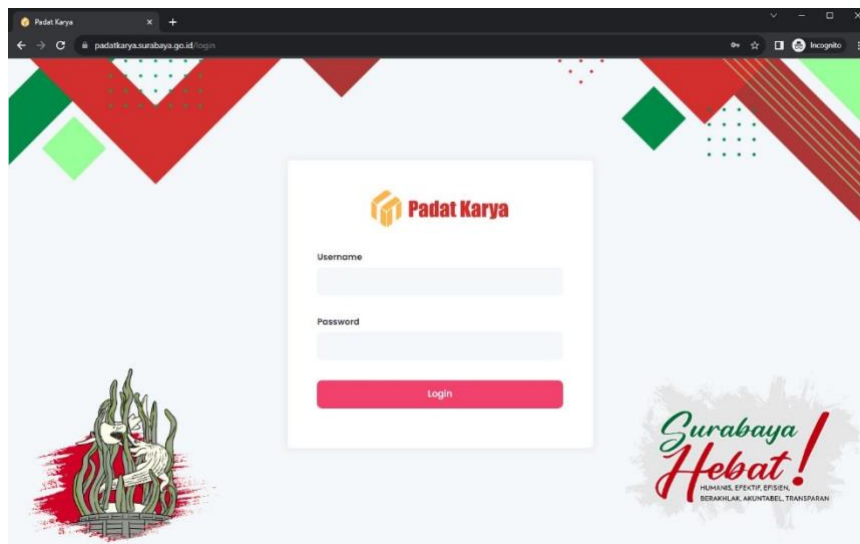 Padat Karya
padatkarya.surabaya.go.id/login
Incognito
Padat Karya
Username
Password
Login
Surabaya
Hebat!
HUMANIS, EFEKTIF, EFISIEN,
BERAKHLAK, AKUNTABEL, TRANSPARAN